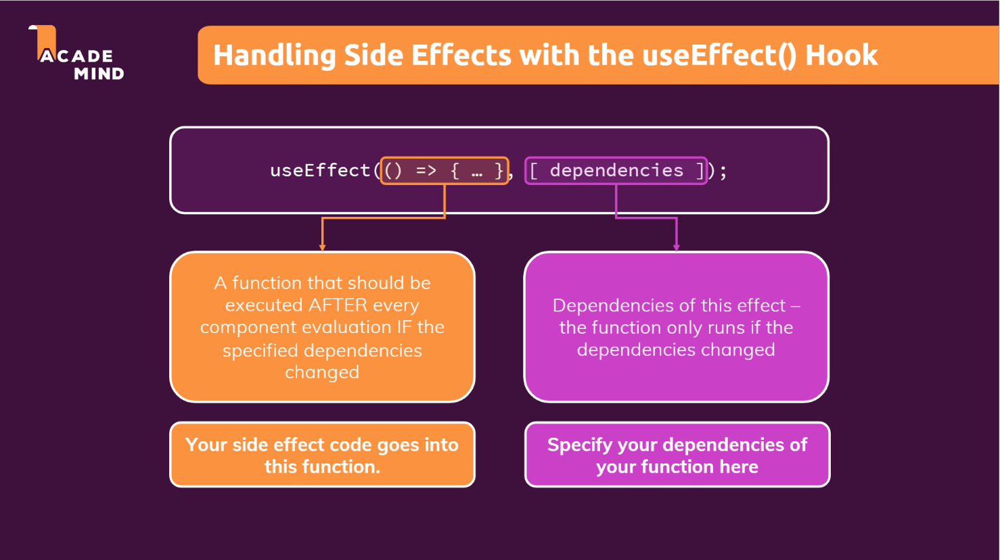 ACADE
MIND
Handling Side Effects with the useEffect() Hook
useEffect(() => { … }, [ dependencies ]);
A function that should be
executed AFTER every
component evaluation IF the
specified dependencies
changed
Dependencies of this effect –
the function only runs if the
dependencies changed
Your side effect code goes into
this function.
Specify your dependencies of
your function here